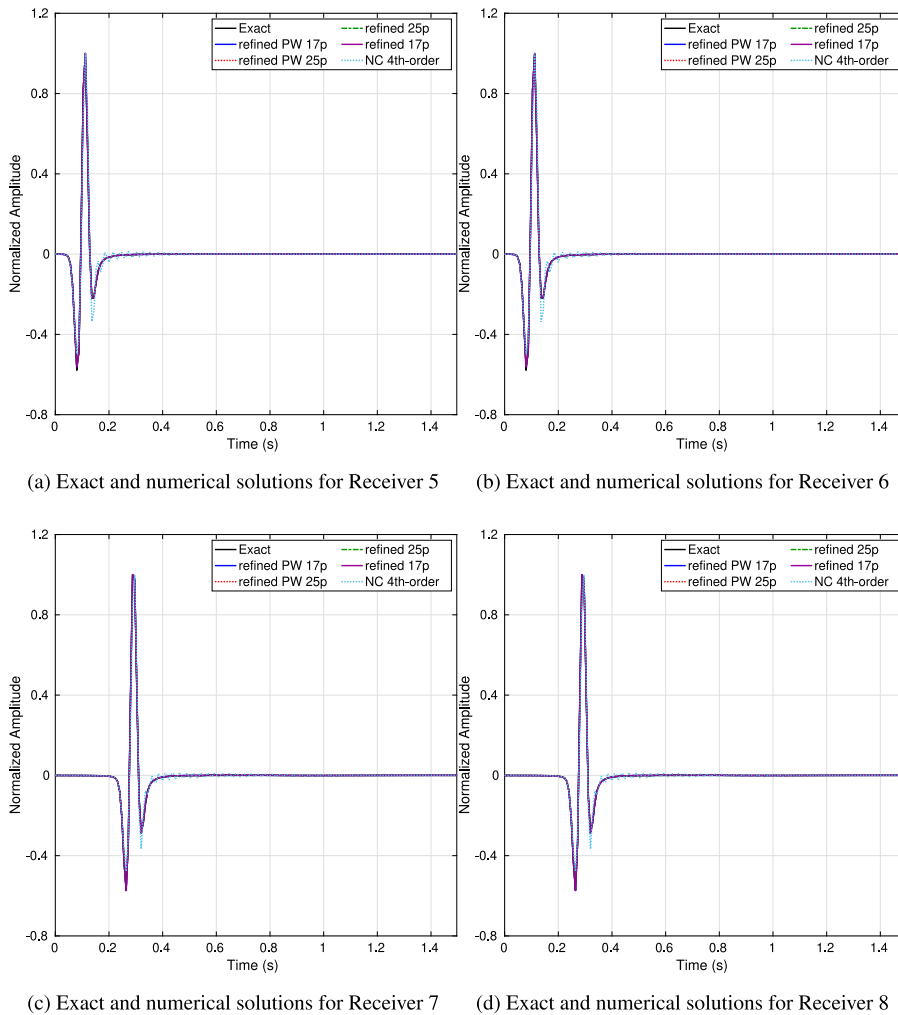 1.2
0.8
0.4
0
-0.4
-0.8
Normalized Amplitude
Exact
refined PW 17p
refined PW 25p
refined 25p
refined 17p
NC 4th-order
0 0.2 0.4 0.6 0.8 1 1.2 1.4
Time (s)
(a) Exact and numerical solutions for Receiver 5
1.2
0.8
0.4
0
-0.4
-0.8
Normalized Amplitude
Exact
refined PW 17p
refined PW 25p
refined 25p
refined 17p
NC 4th-order
0 0.2 0.4 0.6 0.8 1 1.2 1.4
Time (s)
(b) Exact and numerical solutions for Receiver 6
1.2
0.8
0.4
0
-0.4
-0.8
Normalized Amplitude
Exact
refined PW 17p
refined PW 25p
refined 25p
refined 17p
NC 4th-order
0 0.2 0.4 0.6 0.8 1 1.2 1.4
Time (s)
(c) Exact and numerical solutions for Receiver 7
1.2
0.8
0.4
0
-0.4
-0.8
Normalized Amplitude
Exact
refined PW 17p
refined PW 25p
refined 25p
refined 17p
NC 4th-order
0 0.2 0.4 0.6 0.8 1 1.2 1.4
Time (s)
(d) Exact and numerical solutions for Receiver 8